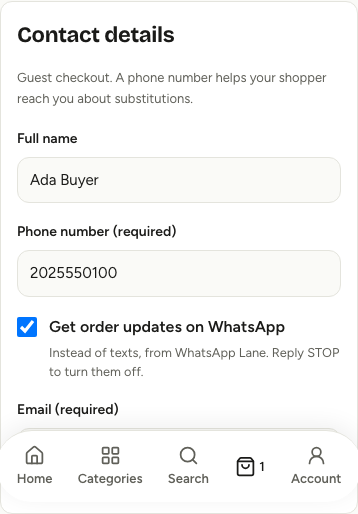 Contact details
Guest checkout. A phone number helps your shopper
reach you about substitutions.
Full name
Ada Buyer
Phone number (required)
2025550100
Get order updates on WhatsApp
Instead of texts, from WhatsApp Lane. Reply STOP
to turn them off.
Email (required)
Home
Categories
Search
1
Account